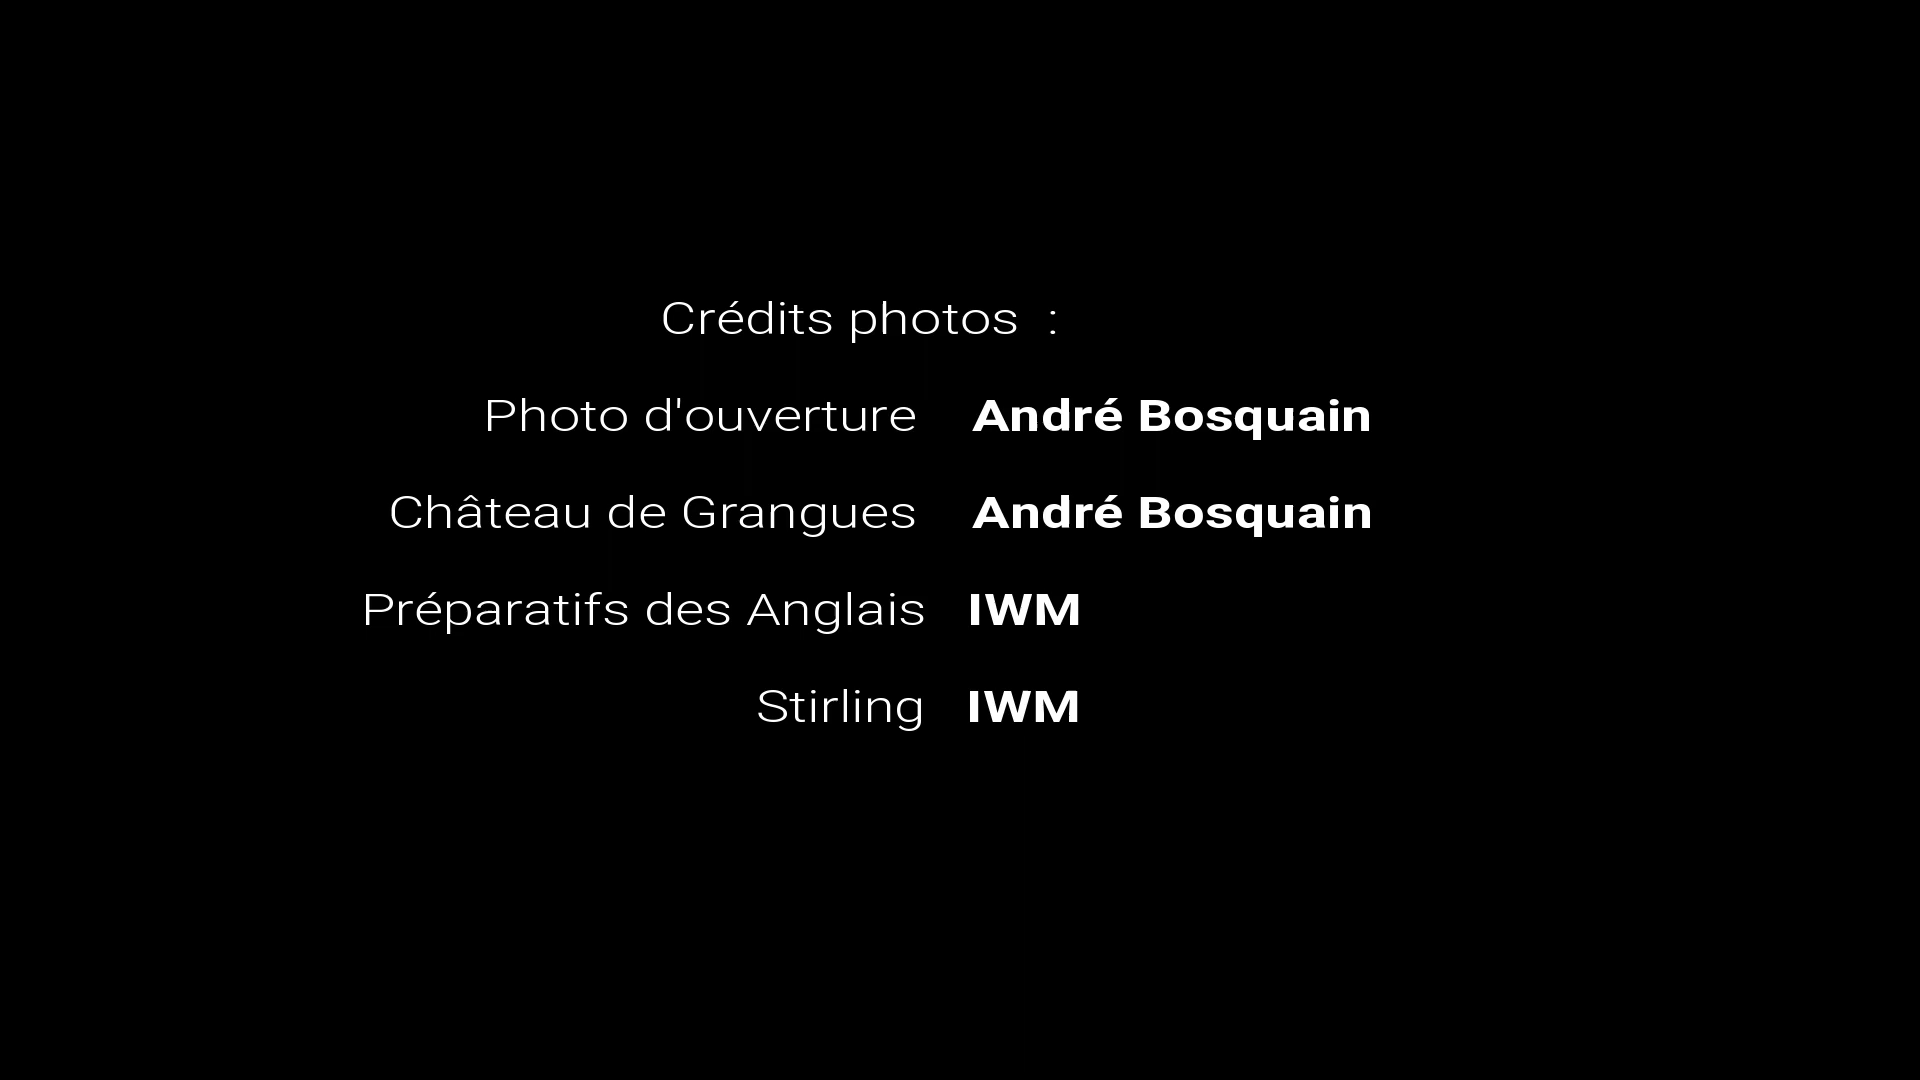 Crédits photos :
Photo d'ouverture André Bosquain
Château de Grangues André Bosquain
Préparatifs des Anglais IWM
Stirling IWM